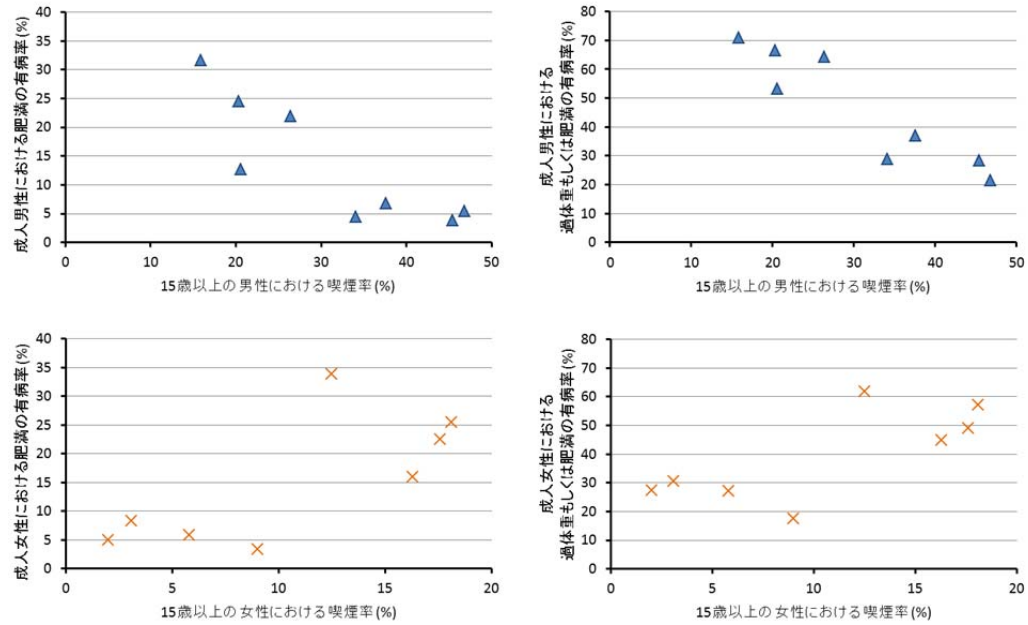 成人男性における肥満の有病率(%)
40
35
30
25
20
15
10
5
0
0 10 20 30 40 50
15歳以上の男性における喫煙率(%)
成人男性における
過体重もしくは肥満の有病率(%)
80
70
60
50
40
30
20
10
0
0 10 20 30 40 50
15歳以上の男性における喫煙率(%)
成人女性における肥満の有病率(%)
40
35
30
25
20
15
10
5
0
0 5 10 15 20
15歳以上の女性における喫煙率(%)
成人女性における
過体重もしくは肥満の有病率(%)
80
70
60
50
40
30
20
10
0
0 5 10 15 20
15歳以上の女性における喫煙率(%)